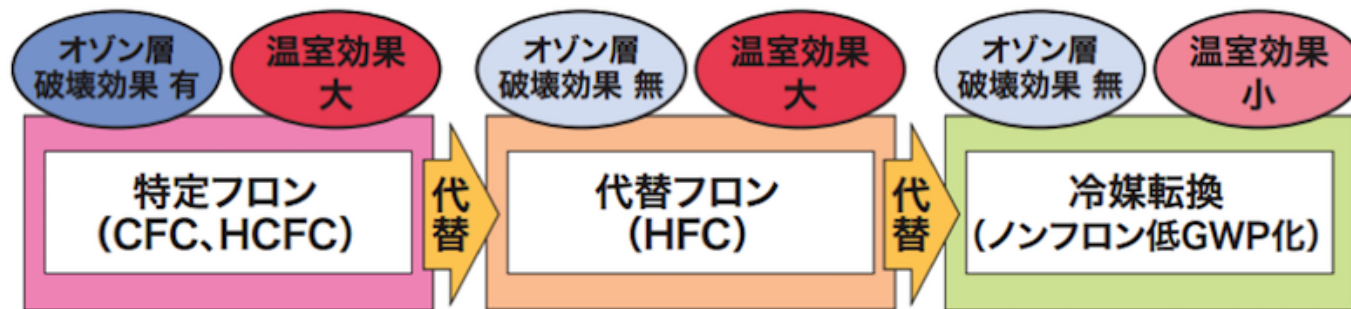 オゾン層
破壊効果 有
温室効果
大
オゾン層
破壊効果 無
温室効果
大
オゾン層
破壊効果 無
温室効果
小
特定フロン
(CFC、HCFC)
代替
代替フロン
(HFC)
代替
冷媒転換
(ノンフロン低GWP化)